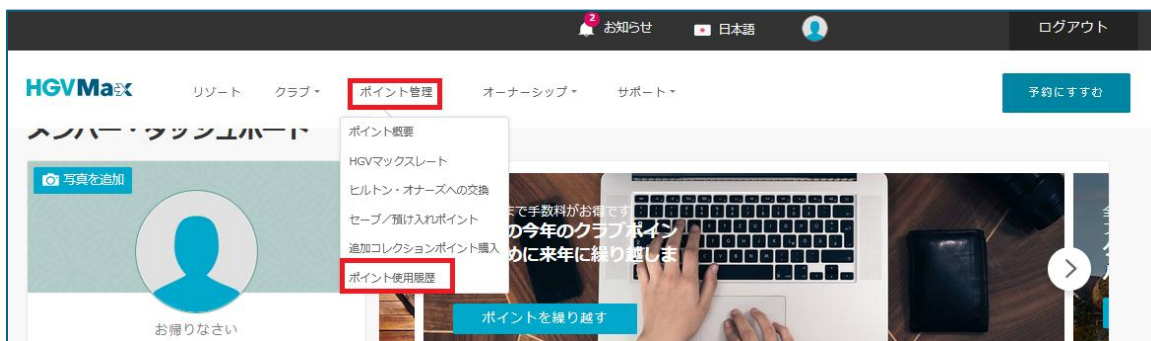 2
お知らせ
日本語
ログアウト
HGVMax
リゾート
クラブ
ポイント管理
オーナーシップ
サポート
予約にすすむ
メンバー・ダッシュボード
ポイント概要
HGVマックスレート
ヒルトン・オナーズへの交換
セーブ／預け入れポイント
追加コレクションポイント購入
ポイント使用履歴
写真を追加
お帰りなさい
まで手数料がお得です
の今年のクラブポイン
めに来年に繰り越しま
ポイントを繰り越す